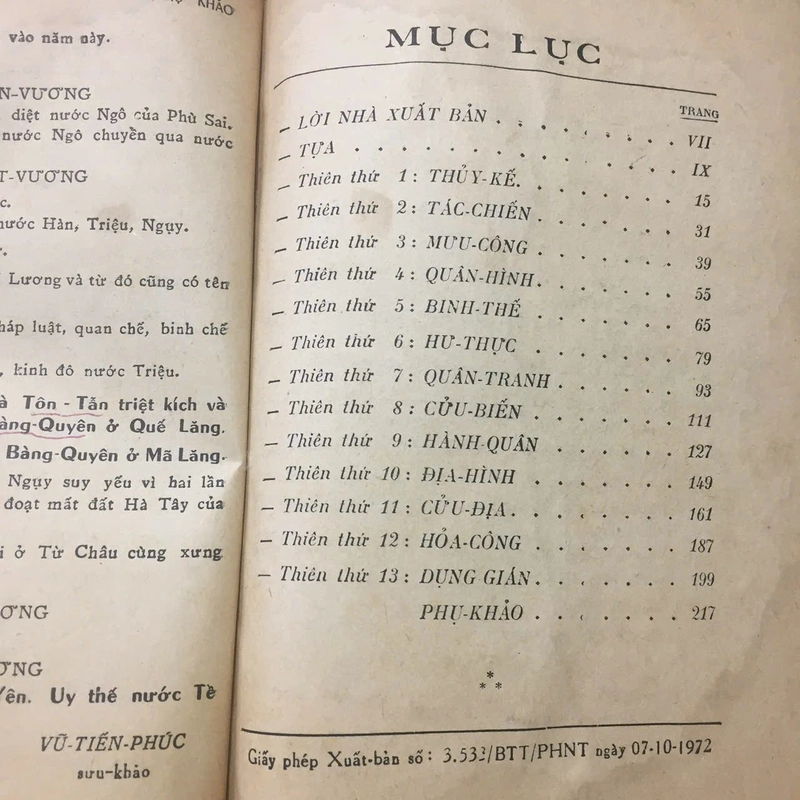 KHẢO
vào năm này.
N-VƯƠNG
diệt nước Ngô của Phù Sai.
nước Ngô chuyển qua nước
T-VƯƠNG
c.
nước Hàn, Triệu, Ngụy.
Lương và từ đó cũng có tên
háp luật, quan chế, binh chế
, kinh đô nước Triệu.
à Tôn - Tẫn triệt kích và
àng-Quyên ở Quế Lăng.
Bàng-Quyên ở Mã Lăng.
Ngụy suy yếu vì hai lần
đoạt mất đất Hà Tây của
i ở Từ Châu cùng xưng
ƯƠNG
ƯƠNG
Yên. Uy thế nước Tề
VŨ-TIẾN-PHÚC
sưu-khảo
MỤC LỤC
TRANG
_ LỜI NHÀ XUẤT BẢN . . . . . . . VII
_ TỰA . . . . . . . . . . . IX
_ Thiên thứ 1 : THỦY-KẾ. . . . . . . 15
_ Thiên thứ 2 : TÁC-CHIẾN . . . . . . 31
_ Thiên thứ 3 : MƯU-CÔNG . . . . . . 39
_ Thiên thứ 4 : QUÂN-HÌNH. . . . . . 55
_ Thiên thứ 5 : BINH-THẾ . . . . . . 65
_ Thiên thứ 6 : HƯ-THỰC . . . . . . 79
_ Thiên thứ 7 : QUÂN-TRANH . . . . . . 93
_ Thiên thứ 8 : CỬU-BIẾN . . . . . . 111
_ Thiên thứ 9 : HÀNH-QUÂN . . . . . . 127
_ Thiên thứ 10 : ĐỊA-HÌNH . . . . . . 149
_ Thiên thứ 11 : CỬU-ĐỊA. . . . . . . 161
– Thiên thứ 12 : HỎA-CÔNG . . . . . . 187
– Thiên thứ 13 : DỤNG GIÁN. . . . . . . 199
PHỤ-KHẢO . . . . . . . 217
*
* *
Giấy phép Xuất-bản số : 3.533/BTT/PHNT ngày 07-10-1972